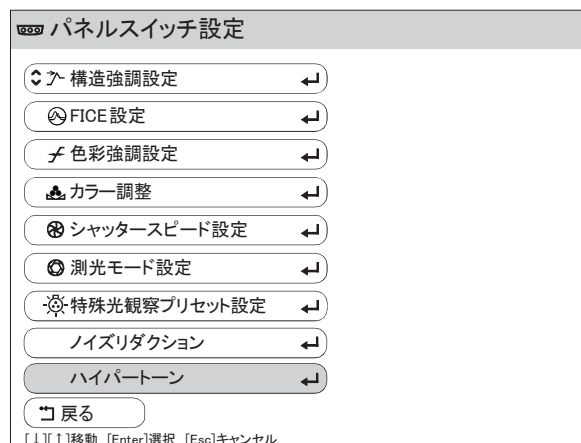 パネルスイッチ設定
構造強調設定
FICE設定
色彩強調設定
カラー調整
シャッタースピード設定
測光モード設定
特殊光観察プリセット設定
ノイズリダクション
ハイパートーン
戻る
[↓][↑]移動 [Enter]選択 [Esc]キャンセル